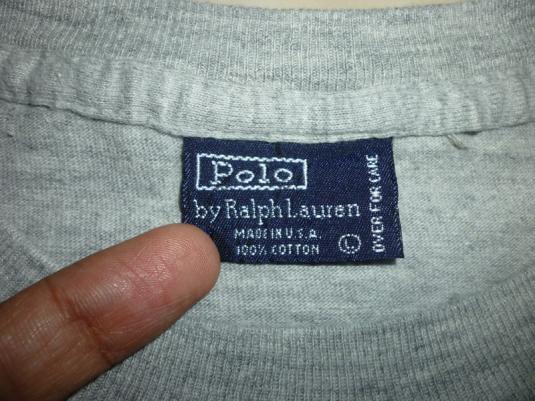 Polo
by Ralph Lauren
MADE IN U.S.A.
100% COTTON
L
OVER FOR CARE